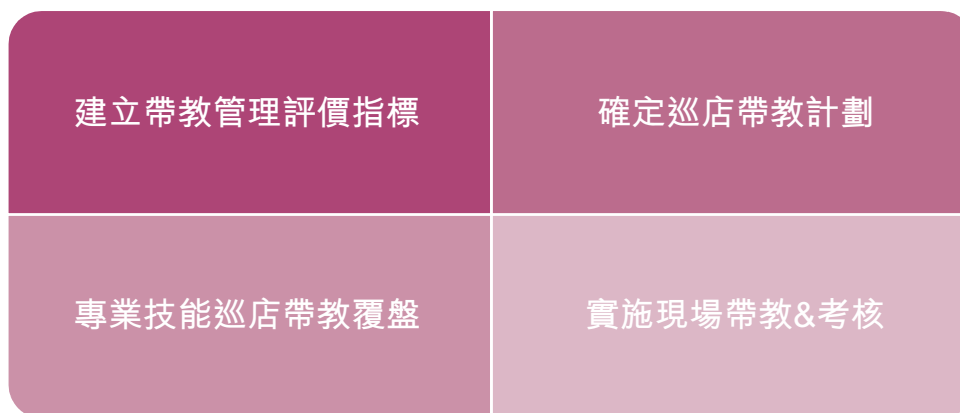 建立帶教管理評價指標
確定巡店帶教計劃
專業技能巡店帶教覆盤
實施現場帶教&考核